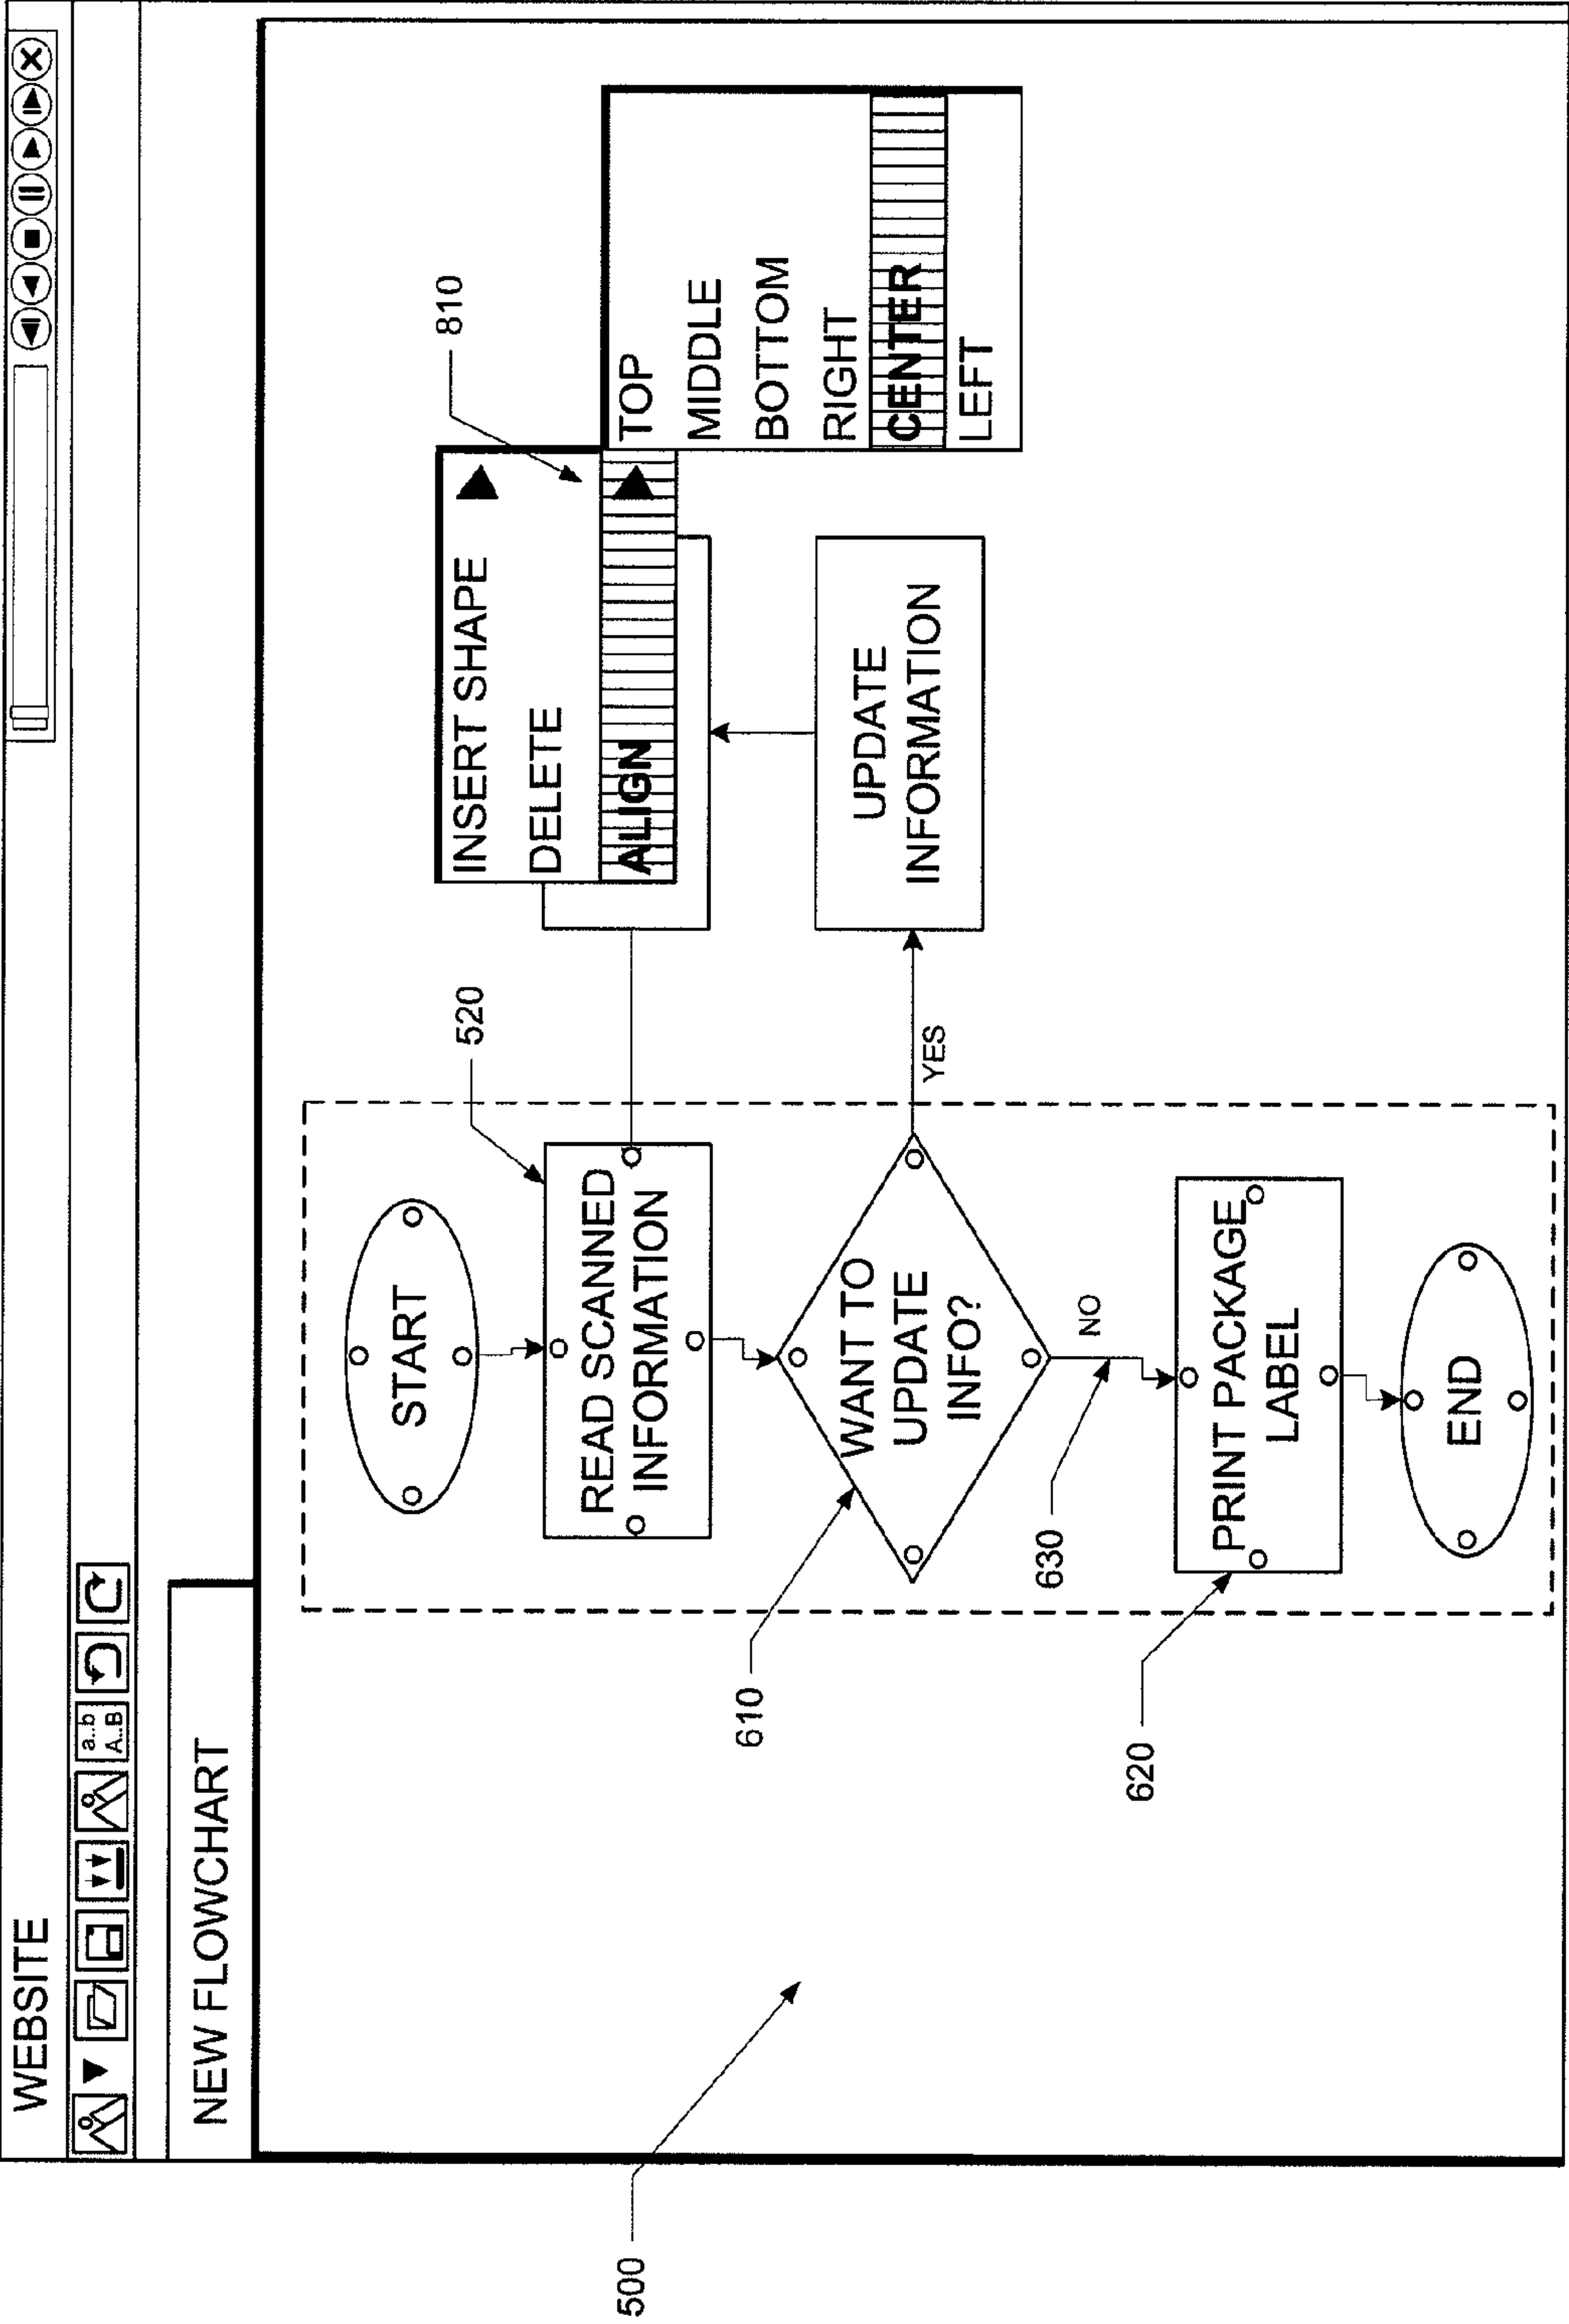 WEBSITE
a..b
A..B
NEW FLOWCHART
500
START
520
READ SCANNED
INFORMATION
610
WANT TO
UPDATE
INFO?
YES
NO
630
620
PRINT PACKAGE
LABEL
END
INSERT SHAPE
DELETE
ALIGN
810
TOP
MIDDLE
BOTTOM
RIGHT
CENTER
LEFT
UPDATE
INFORMATION